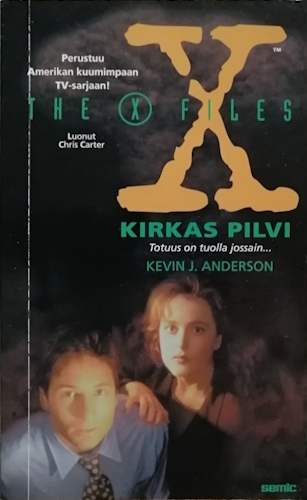 Perustuu
Amerikan kuumimpaan
TV-sarjaan!
X
™
THE X FILES
Luonut
Chris Carter
KIRKAS PILVI
Totuus on tuolla jossain...
KEVIN J. ANDERSON
semic